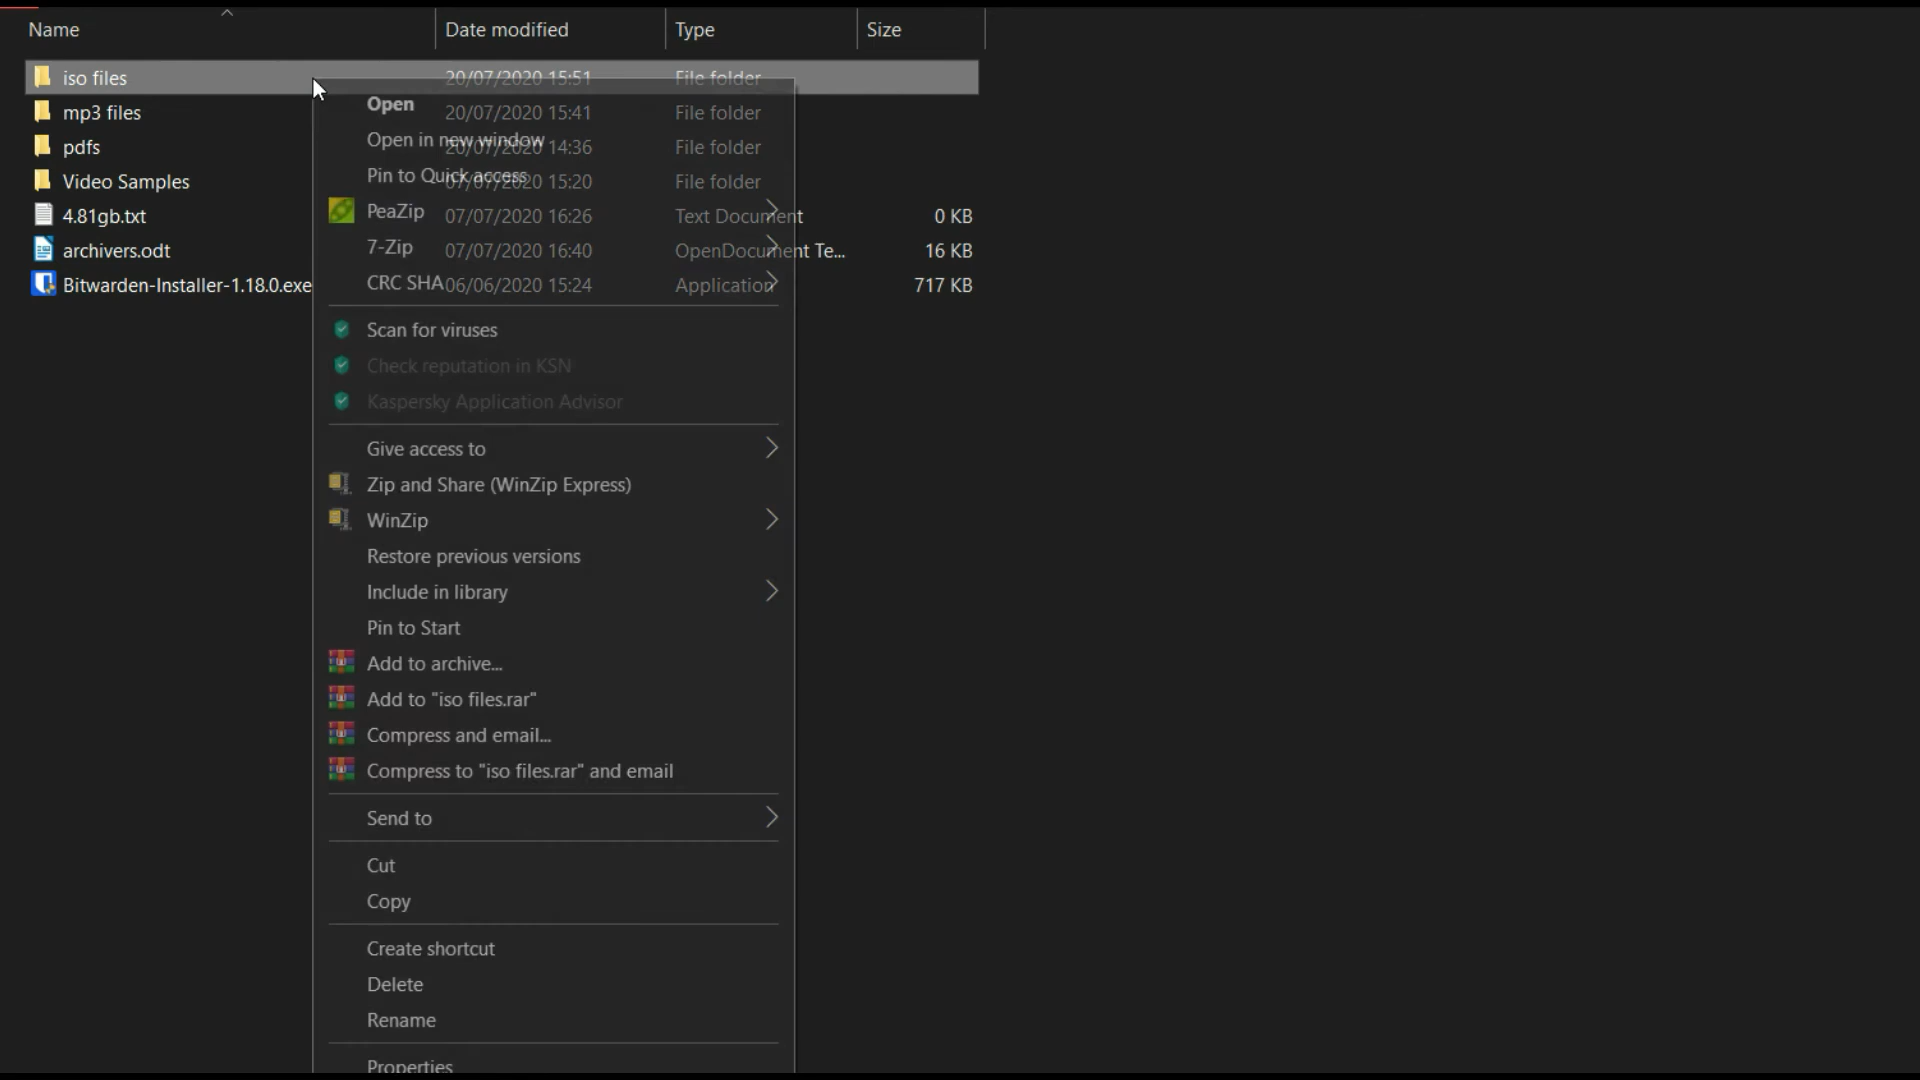 Name Date modified Type Size
iso files 20/07/2020 15:51 File folder
mp3 files 20/07/2020 15:41 File folder
pdfs 20/07/2020 14:36 File folder
Video Samples 07/07/2020 15:20 File folder
4.81gb.txt 07/07/2020 16:26 Text Document 0 KB
archivers.odt 07/07/2020 16:40 OpenDocument Te... 16 KB
Bitwarden-Installer-1.18.0.exe 06/06/2020 15:24 Application 717 KB
Open
Open in new window
Pin to Quick access
PeaZip
7-Zip
CRC SHA
Scan for viruses
Check reputation in KSN
Kaspersky Application Advisor
Give access to
Zip and Share (WinZip Express)
WinZip
Restore previous versions
Include in library
Pin to Start
Add to archive...
Add to "iso files.rar"
Compress and email...
Compress to "iso files.rar" and email
Send to
Cut
Copy
Create shortcut
Delete
Rename
Properties